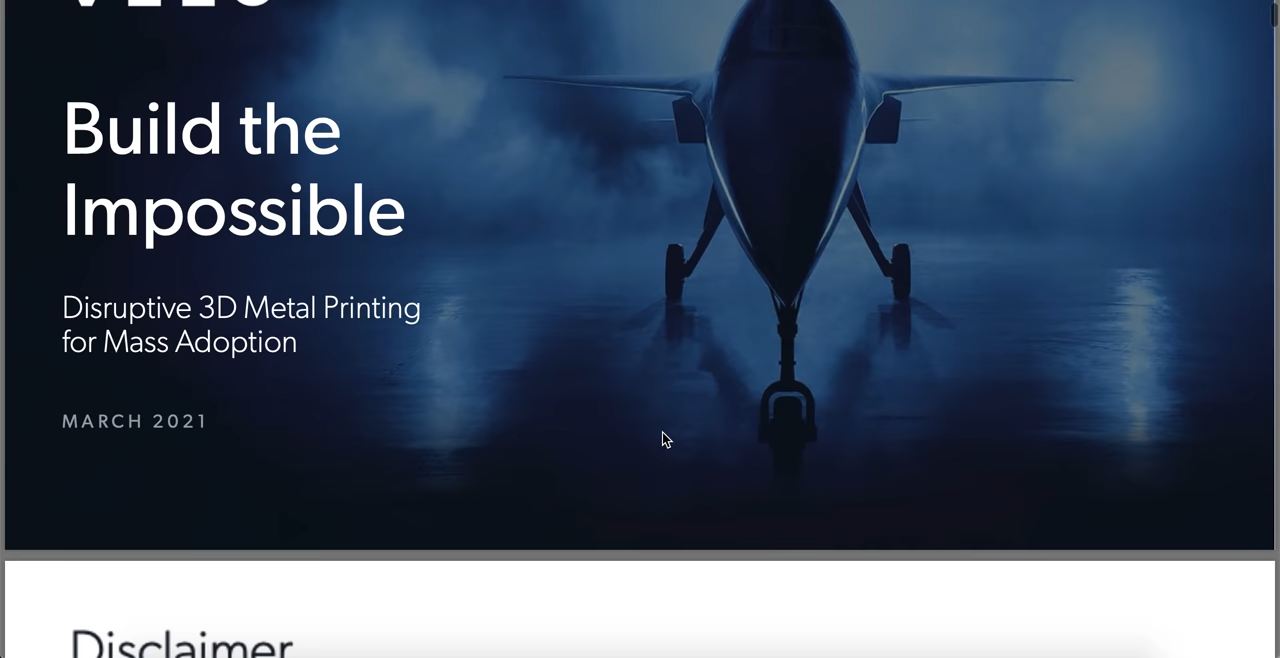 Build the
Impossible
Disruptive 3D Metal Printing
for Mass Adoption
MARCH 2021
Disclaimer